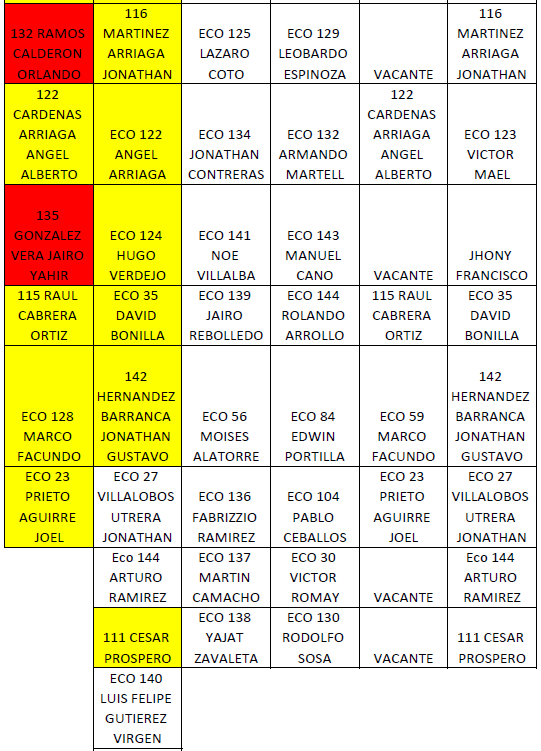 132 RAMOS
CALDERON
ORLANDO
116
MARTINEZ
ARRIAGA
JONATHAN
ECO 125
LAZARO
COTO
ECO 129
LEOBARDO
ESPINOZA
VACANTE
116
MARTINEZ
ARRIAGA
JONATHAN
122
CARDENAS
ARRIAGA
ANGEL
ALBERTO
ECO 122
ANGEL
ARRIAGA
ECO 134
JONATHAN
CONTRERAS
ECO 132
ARMANDO
MARTELL
122
CARDENAS
ARRIAGA
ANGEL
ALBERTO
ECO 123
VICTOR
MAEL
135
GONZALEZ
VERA JAIRO
YAHIR
ECO 124
HUGO
VERDEJO
ECO 141
NOE
VILLALBA
ECO 143
MANUEL
CANO
VACANTE
JHONY
FRANCISCO
115 RAUL
CABRERA
ORTIZ
ECO 35
DAVID
BONILLA
ECO 139
JAIRO
REBOLLEDO
ECO 144
ROLANDO
ARROLLO
115 RAUL
CABRERA
ORTIZ
ECO 35
DAVID
BONILLA
ECO 128
MARCO
FACUNDO
142
HERNANDEZ
BARRANCA
JONATHAN
GUSTAVO
ECO 56
MOISES
ALATORRE
ECO 84
EDWIN
PORTILLA
ECO 59
MARCO
FACUNDO
142
HERNANDEZ
BARRANCA
JONATHAN
GUSTAVO
ECO 23
PRIETO
AGUIRRE
JOEL
ECO 27
VILLALOBOS
UTRERA
JONATHAN
ECO 136
FABRIZZIO
RAMIREZ
ECO 104
PABLO
CEBALLOS
ECO 23
PRIETO
AGUIRRE
JOEL
ECO 27
VILLALOBOS
UTRERA
JONATHAN
Eco 144
ARTURO
RAMIREZ
ECO 137
MARTIN
CAMACHO
ECO 30
VICTOR
ROMAY
VACANTE
Eco 144
ARTURO
RAMIREZ
111 CESAR
PROSPERO
ECO 138
YAJAT
ZAVALETA
ECO 130
RODOLFO
SOSA
VACANTE
111 CESAR
PROSPERO
ECO 140
LUIS FELIPE
GUTIEREZ
VIRGEN